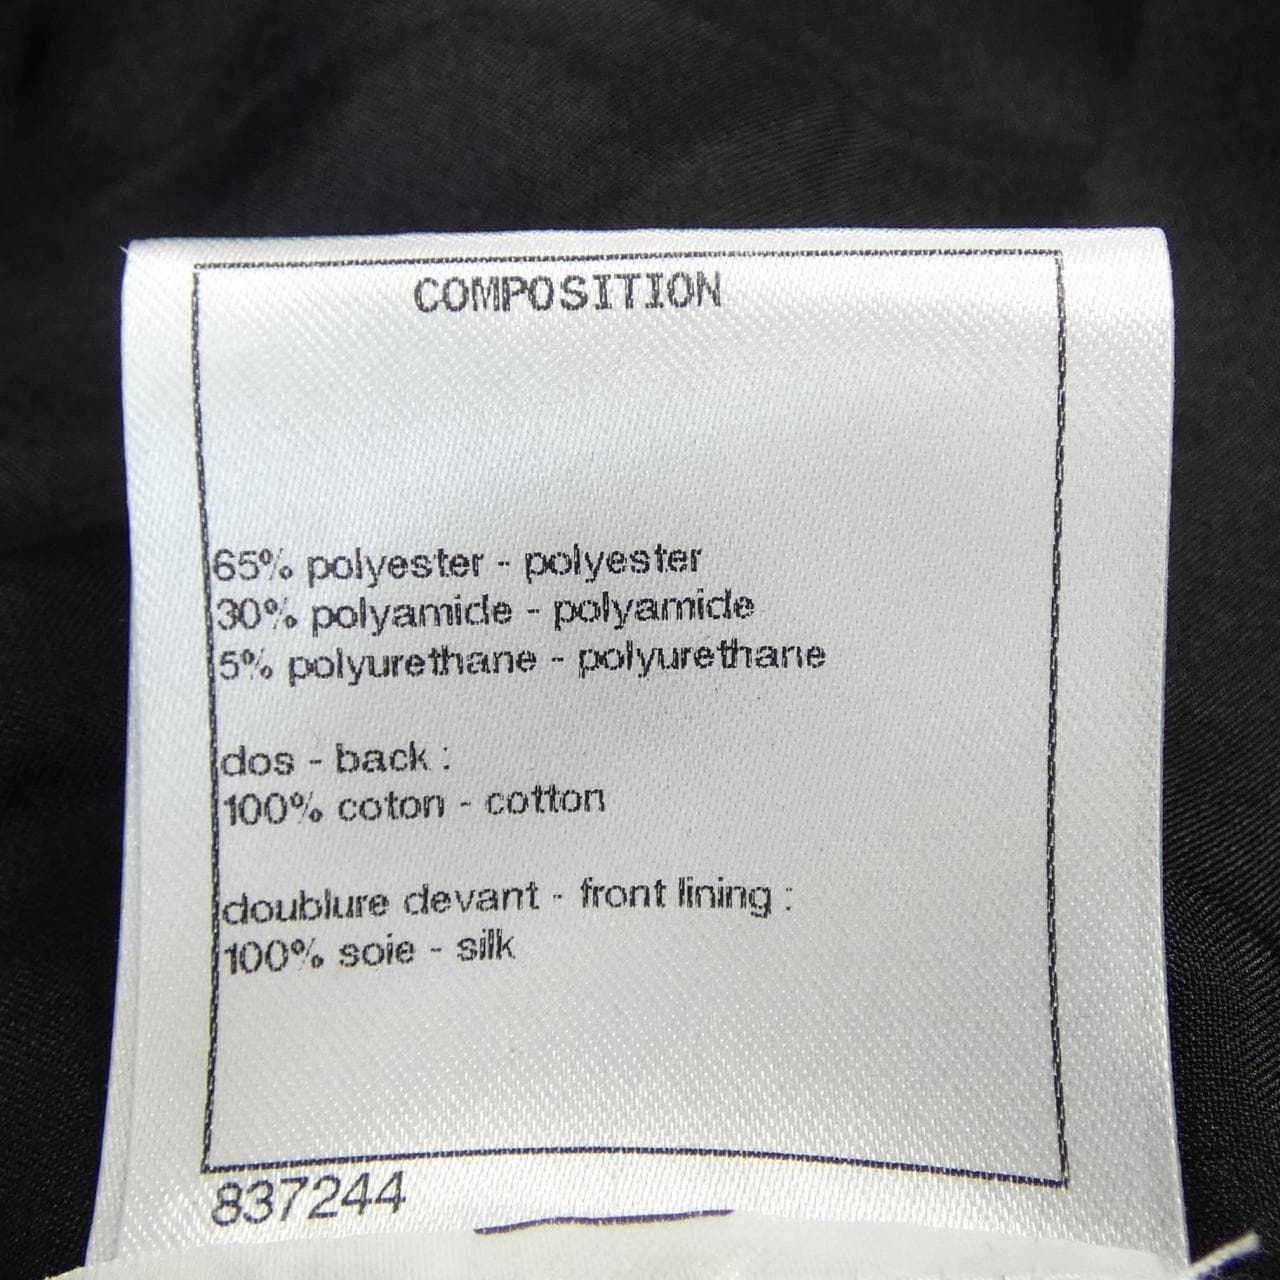 COMPOSITION
65% polyester - polyester
30% polyamide - polyamide
5% polyurethane - polyurethane
dos - back :
100% coton - cotton
doublure devant - front lining :
100% soie - silk
837244